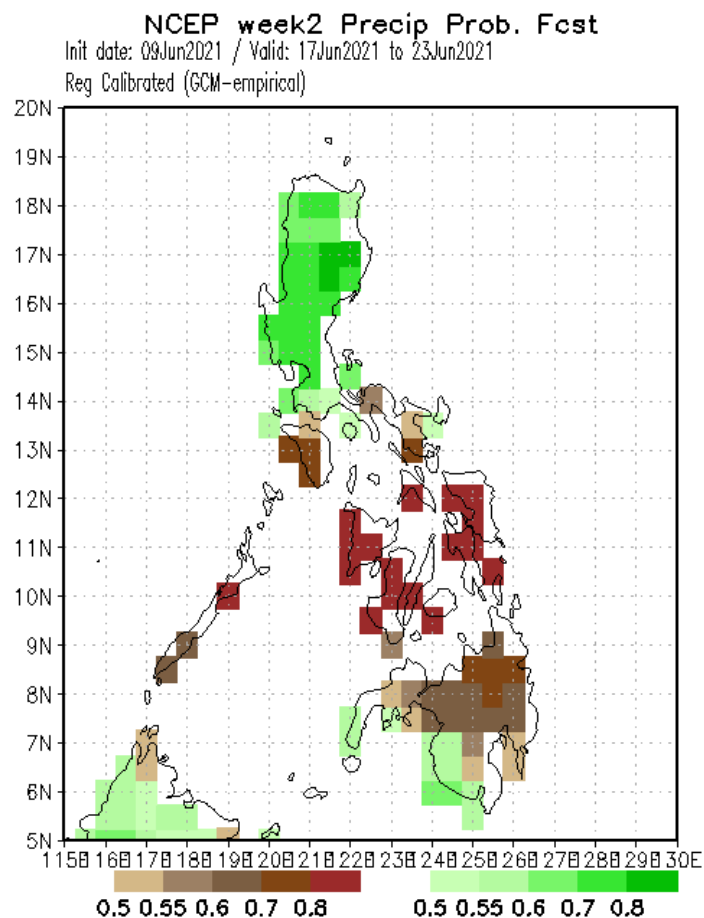 NCEP week2 Precip Prob. Fcst
Init date: 09Jun2021 / Valid: 17Jun2021 to 23Jun2021
Reg Calibrated (GCM-empirical)
20N
19N
18N
17N
16N
15N
14N
13N
12N
11N
10N
9N
8N
7N
6N
5N
115E 116E 117E 118E 119E 120E 121E 122E 123E 124E 125E 126E 127E 128E 129E 130E
0.5 0.55 0.6 0.7 0.8 0.5 0.55 0.6 0.7 0.8